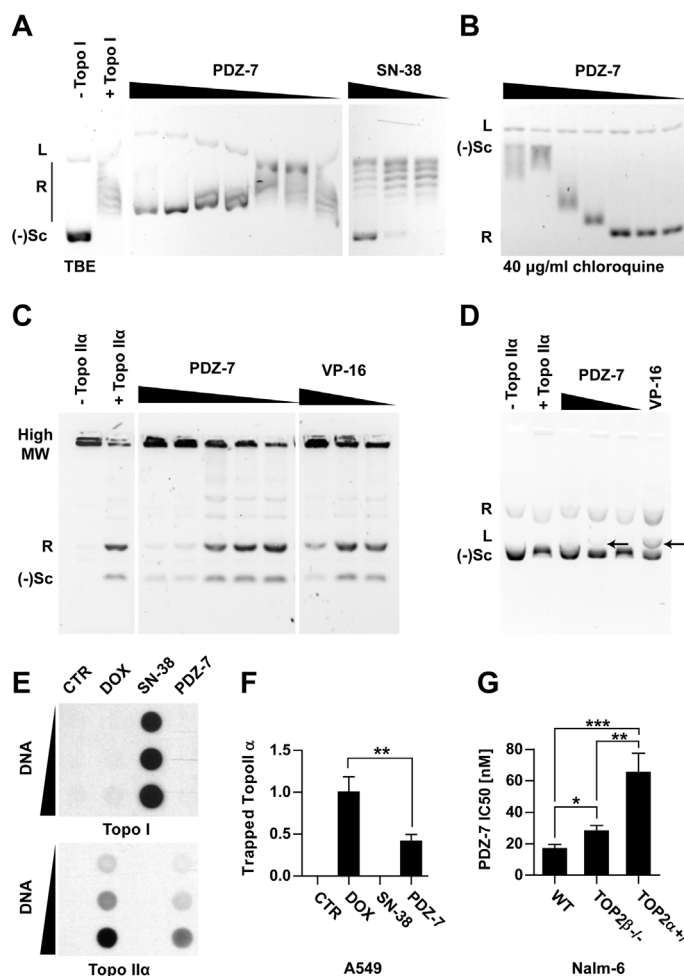 A
- Topo I
+ Topo I
PDZ-7
SN-38
L
R
(-)Sc
TBE
B
PDZ-7
L
(-)Sc
R
40 µg/ml chloroquine
C
- Topo IIα
+ Topo IIα
PDZ-7
VP-16
High
MW
R
(-)Sc
D
- Topo IIα
+ Topo IIα
PDZ-7
VP-16
R
L
(-)Sc
E
CTR
DOX
SN-38
PDZ-7
DNA
Topo I
DNA
Topo IIα
F
Trapped TopoII α
1.5
1.0
0.5
0.0
**
CTR
DOX
SN-38
PDZ-7
A549
G
PDZ-7 IC50 [nM]
80
60
40
20
0
***
**
*
WT
TOP2β-/-
Nalm-6